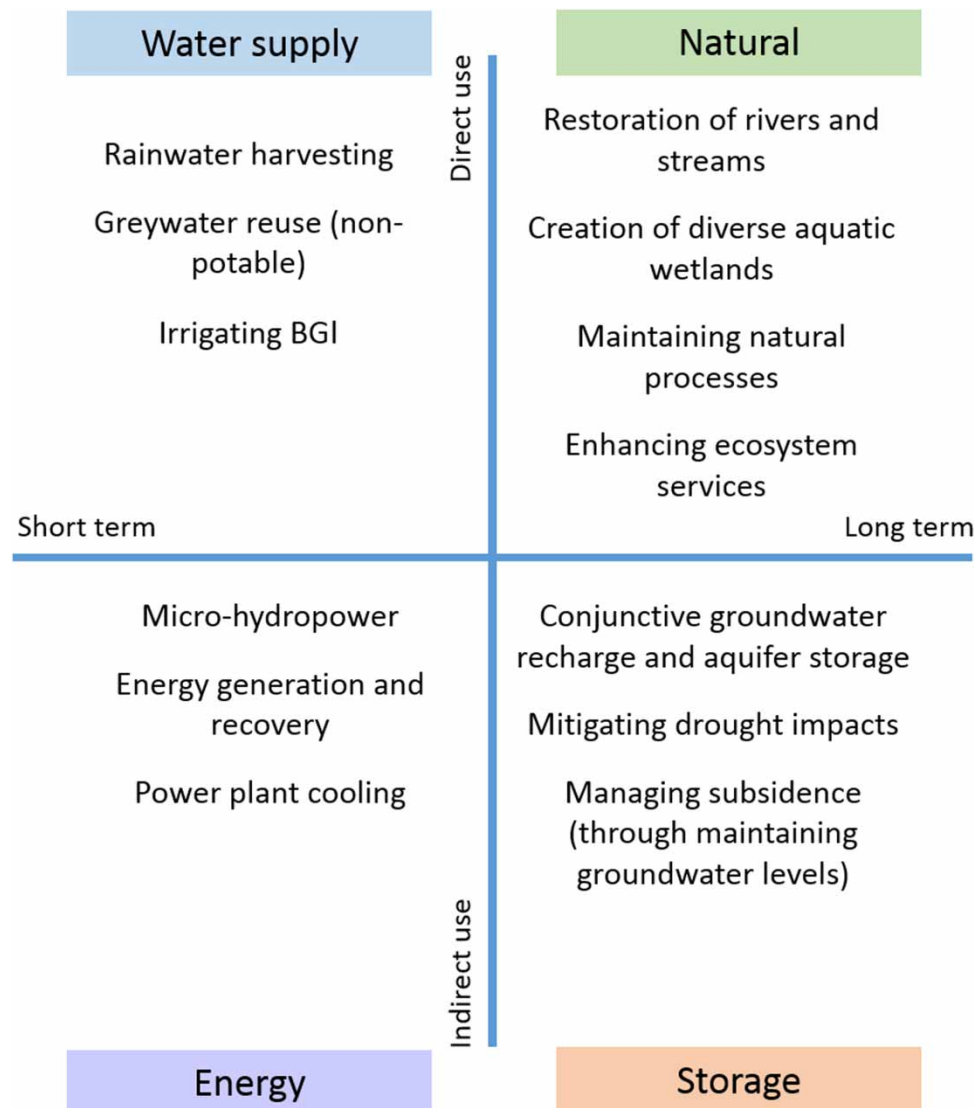 Water supply
Natural
Direct use
Rainwater harvesting
Greywater reuse (non-
potable)
Irrigating BGl
Restoration of rivers and
streams
Creation of diverse aquatic
wetlands
Maintaining natural
processes
Enhancing ecosystem
services
Short term
Long term
Micro-hydropower
Energy generation and
recovery
Power plant cooling
Conjunctive groundwater
recharge and aquifer storage
Mitigating drought impacts
Managing subsidence
(through maintaining
groundwater levels)
Indirect use
Energy
Storage